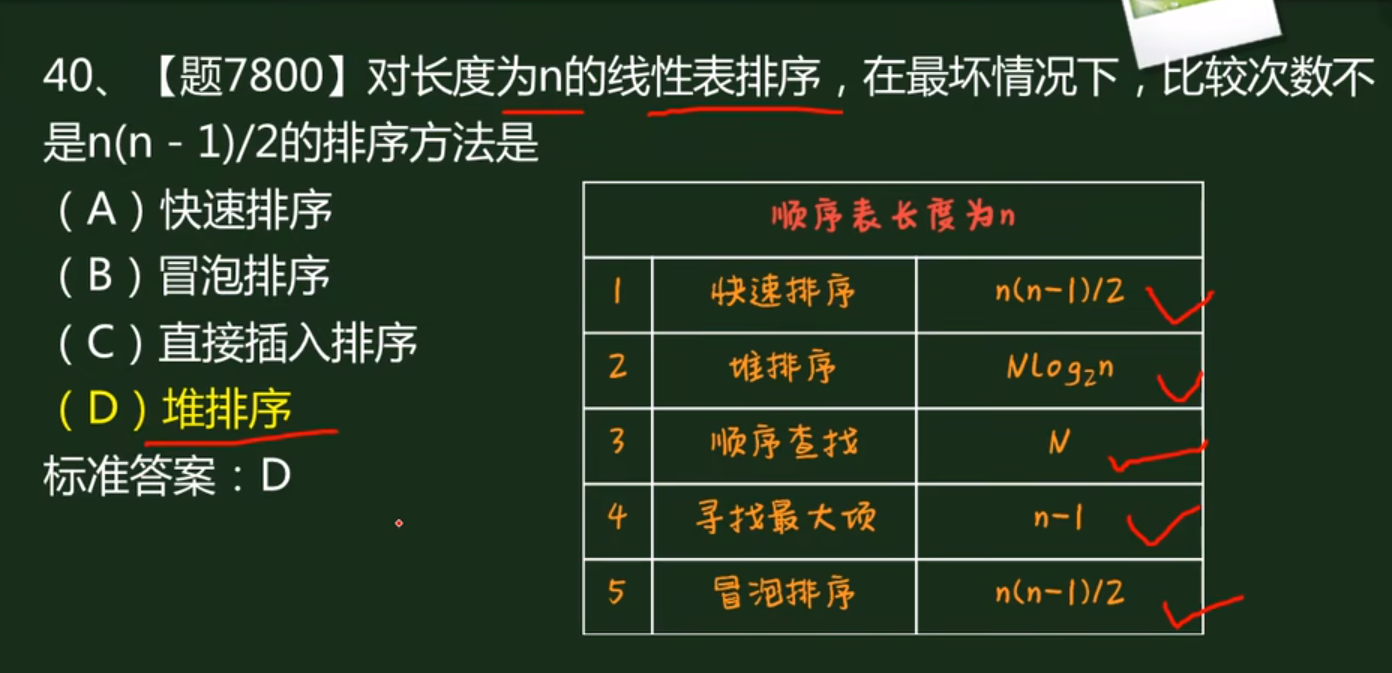 40、【题7800】对长度为n的线性表排序，在最坏情况下，比较次数不
是n(n - 1)/2的排序方法是
（A）快速排序
（B）冒泡排序
（C）直接插入排序
（D）堆排序
标准答案：D
顺序表长度为n
1 快速排序 n(n-1)/2
2 堆排序 Nlog₂n
3 顺序查找 N
4 寻找最大项 n-1
5 冒泡排序 n(n-1)/2